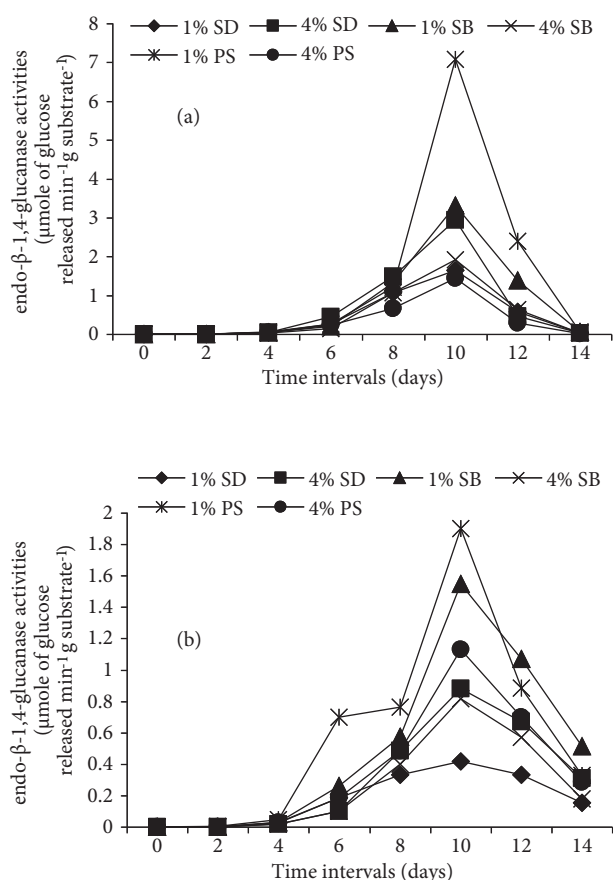 1% SD 4% SD 1% SB 4% SB
1% PS 4% PS
8
7
6
5
4
3
2
1
0
(a)
endo-β-1,4-glucanase activities
(μmole of glucose
released min⁻¹g substrate⁻¹)
0 2 4 6 8 10 12 14
Time intervals (days)
1% SD 4% SD 1% SB 4% SB
1% PS 4% PS
2
1.8
1.6
1.4
1.2
1
0.8
0.6
0.4
0.2
0
(b)
endo-β-1,4-glucanase activities
(μmole of glucose
released min⁻¹g substrate⁻¹)
0 2 4 6 8 10 12 14
Time intervals (days)